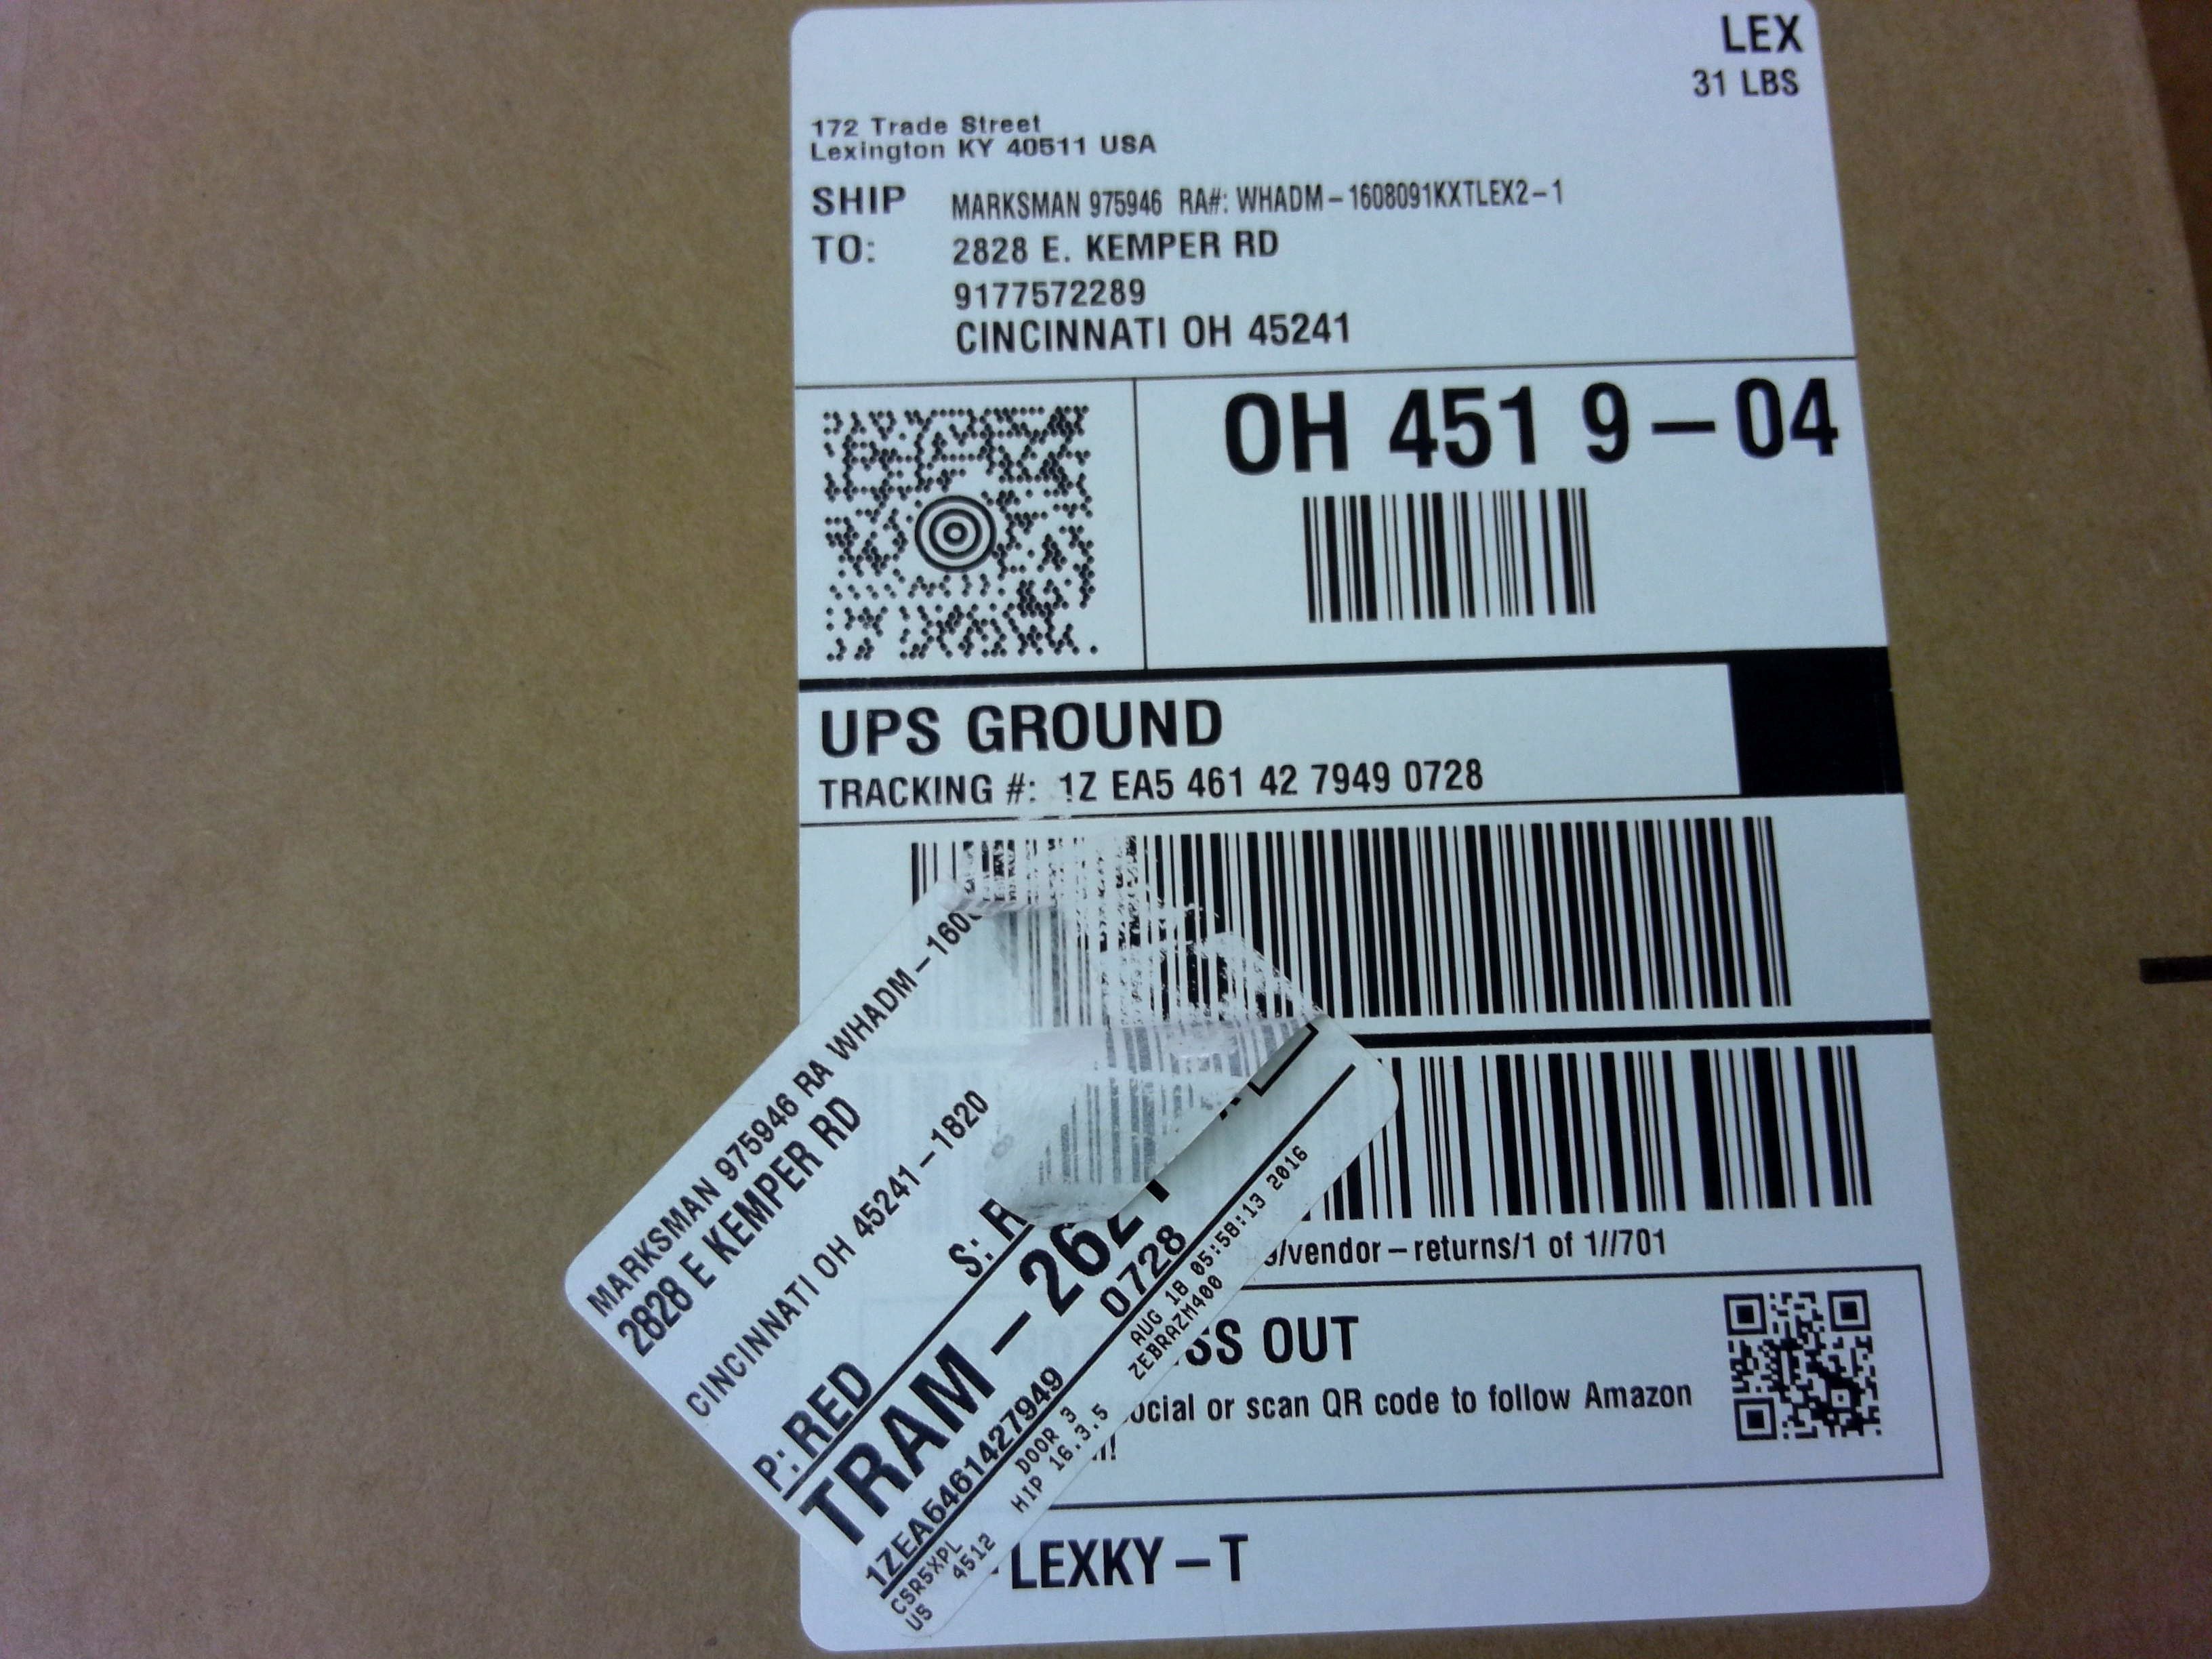 LEX
31 LBS
172 Trade Street
Lexington KY 40511 USA
SHIP MARKSMAN 975946 RA#: WHADM-1608091KXTLEX2-1
TO: 2828 E. KEMPER RD
9177572289
CINCINNATI OH 45241
OH 451 9-04
UPS GROUND
TRACKING #: 1Z EA5 461 42 7949 0728
/vendor-returns/1 of 1//701
SS OUT
ocial or scan QR code to follow Amazon
LEXKY-T
MARKSMAN 975946 RA WHADM-160
2828 E KEMPER RD
CINCINNATI OH 45241-1820
P: RED S: R
TRAM-262
1ZEA54614279490728
CSR5XPL DOOR 3 AUG 18 05:58:13 2016
US 4512 HIP 16.3.5 ZEBRAZM400